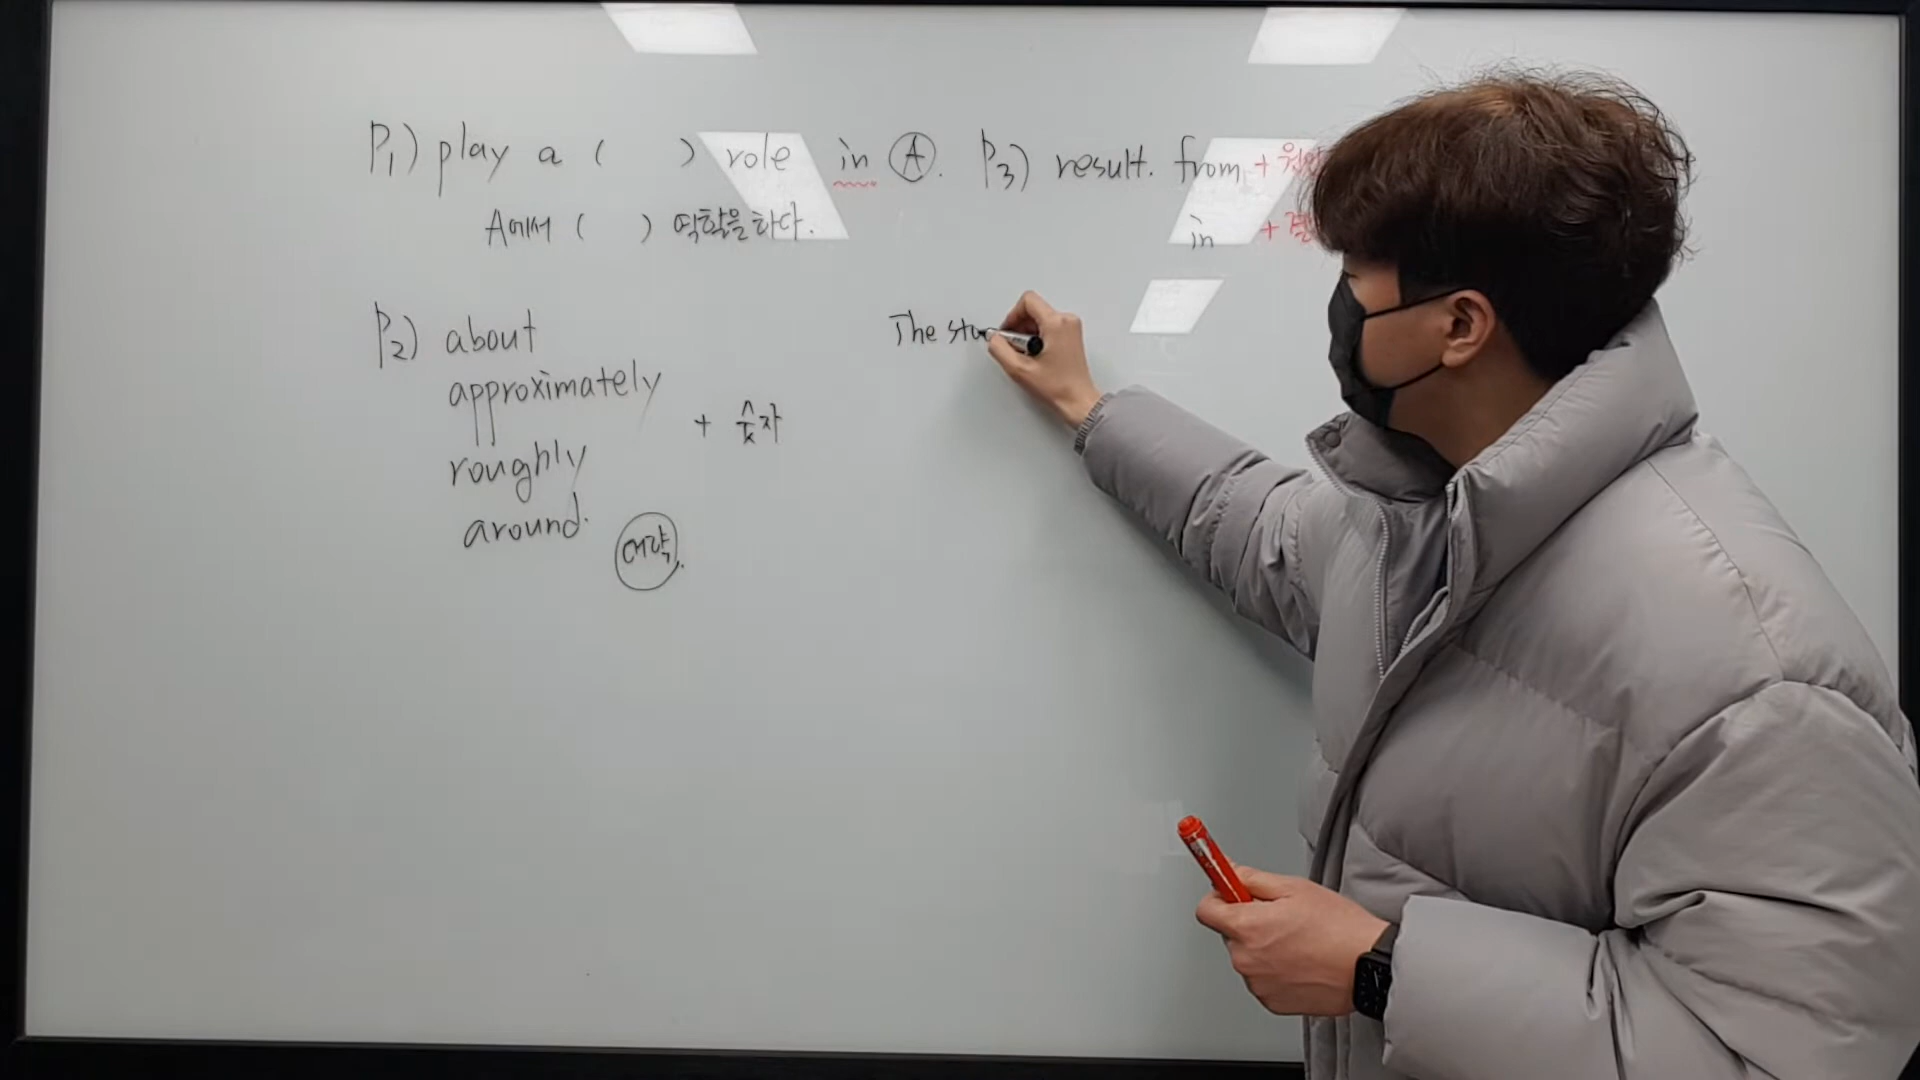 P1) play a (    ) role in Ⓐ.
A에서 (    ) 역할을 하다.
P2) about
approximately
roughly
around.
+ 숫자
대략.
P3) result. from +
in +
The